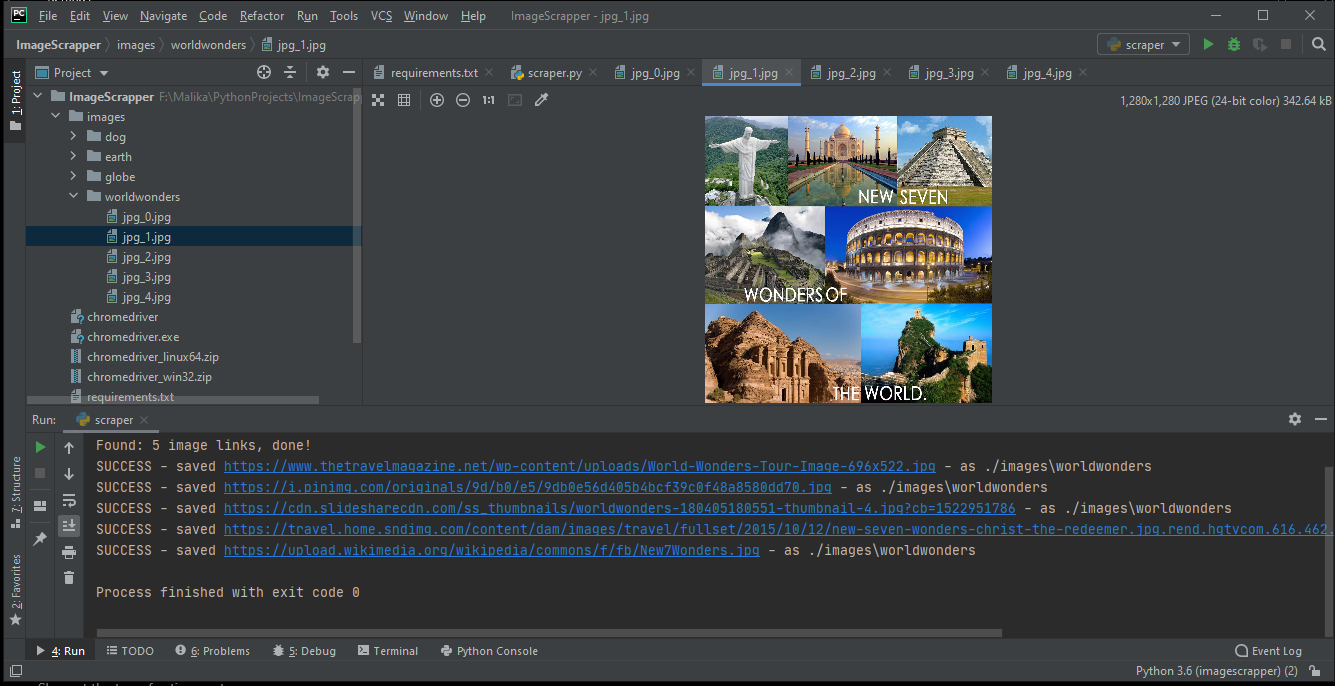 PC File Edit View Navigate Code Refactor Run Tools VCS Window Help ImageScrapper - jpg_1.jpg
ImageScrapper images worldwonders jpg_1.jpg scraper
1: Project
Project
requirements.txt scraper.py jpg_0.jpg jpg_1.jpg jpg_2.jpg jpg_3.jpg jpg_4.jpg
ImageScrapper F:\Malika\PythonProjects\ImageScrapp
1:1 1,280x1,280 JPEG (24-bit color) 342.64 kB
images
dog
earth
globe
worldwonders
jpg_0.jpg
jpg_1.jpg
jpg_2.jpg
jpg_3.jpg
jpg_4.jpg
chromedriver
chromedriver.exe
chromedriver_linux64.zip
chromedriver_win32.zip
requirements.txt
NEW SEVEN
WONDERS OF
THE WORLD.
Run: scraper
Found: 5 image links, done!
SUCCESS - saved https://www.thetravelmagazine.net/wp-content/uploads/World-Wonders-Tour-Image-696x522.jpg - as ./images\worldwonders
SUCCESS - saved https://i.pinimg.com/originals/9d/b0/e5/9db0e56d405b4bcf39c0f48a8580dd70.jpg - as ./images\worldwonders
SUCCESS - saved https://cdn.slidesharecdn.com/ss_thumbnails/worldwonders-180405180551-thumbnail-4.jpg?cb=1522951786 - as ./images\worldwonders
SUCCESS - saved https://travel.home.sndimg.com/content/dam/images/travel/fullset/2015/10/12/new-seven-wonders-christ-the-redeemer.jpg.rend.hgtvcom.616.462.
SUCCESS - saved https://upload.wikimedia.org/wikipedia/commons/f/fb/New7Wonders.jpg - as ./images\worldwonders
Process finished with exit code 0
7: Structure
2: Favorites
4: Run TODO 6: Problems 5: Debug Terminal Python Console Event Log
Python 3.6 (imagescrapper) (2)